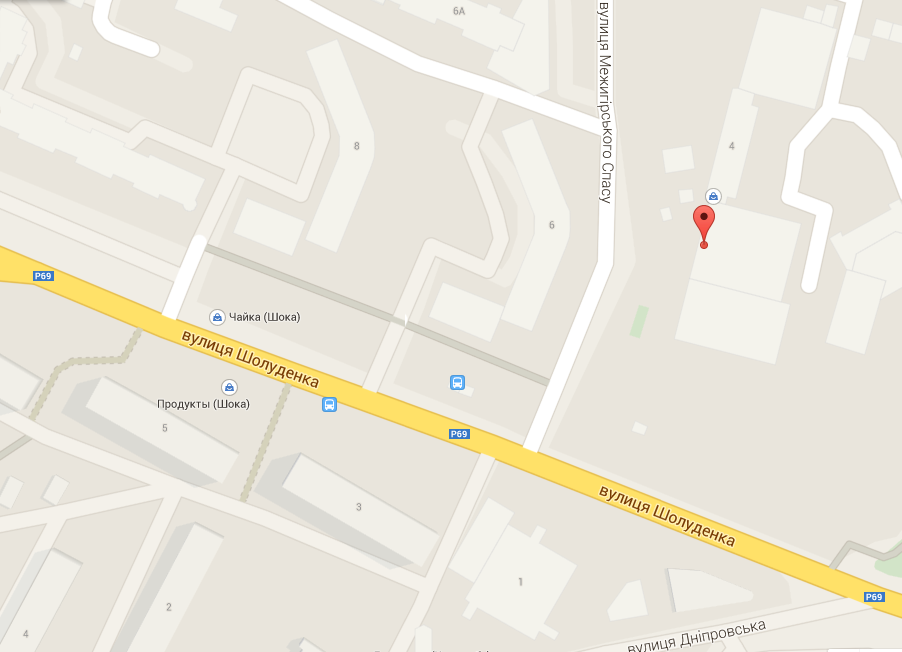 6А
вулиця Межигірського Спасу
8
4
6
Р69
Чайка (Шока)
вулиця Шолуденка
Продукты (Шока)
Р69
5
вулиця Шолуденка
3
1
Р69
2
4
вулиця Дніпровська